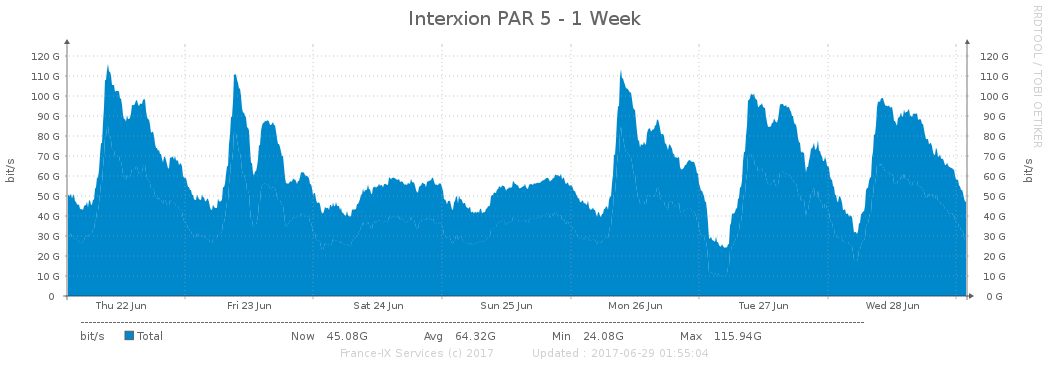 Interxion PAR 5 - 1 Week
RRDTOOL / TOBI OETIKER
120 G 120 G
110 G 110 G
100 G 100 G
90 G 90 G
80 G 80 G
70 G 70 G
60 G 60 G
50 G 50 G
40 G 40 G
30 G 30 G
20 G 20 G
10 G 10 G
0 0 G
bit/s
bit/s
Thu 22 Jun Fri 23 Jun Sat 24 Jun Sun 25 Jun Mon 26 Jun Tue 27 Jun Wed 28 Jun
bit/s Total Now 45.08G Avg 64.32G Min 24.08G Max 115.94G
France-IX Services (c) 2017 Updated : 2017-06-29 01:55:04